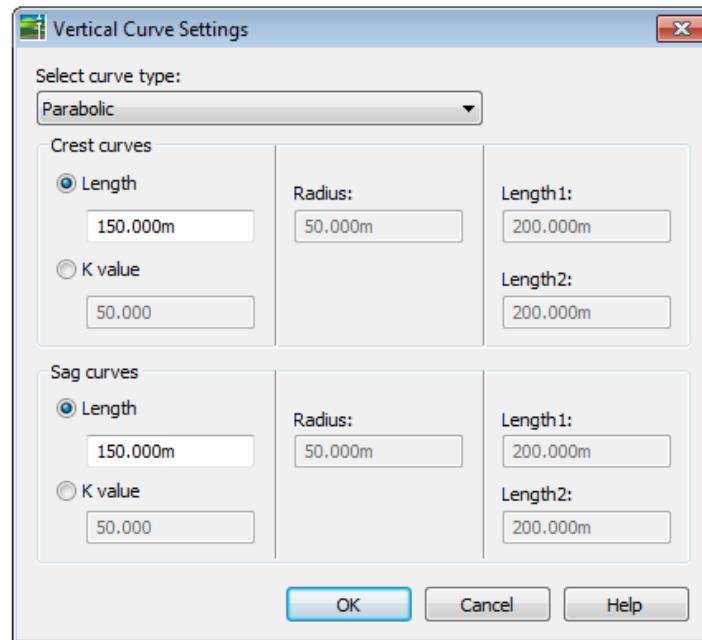 Vertical Curve Settings
Select curve type:
Parabolic
Crest curves
Length
150.000m
K value
50.000
Radius:
50.000m
Length1:
200.000m
Length2:
200.000m
Sag curves
Length
150.000m
K value
50.000
Radius:
50.000m
Length1:
200.000m
Length2:
200.000m
OK
Cancel
Help